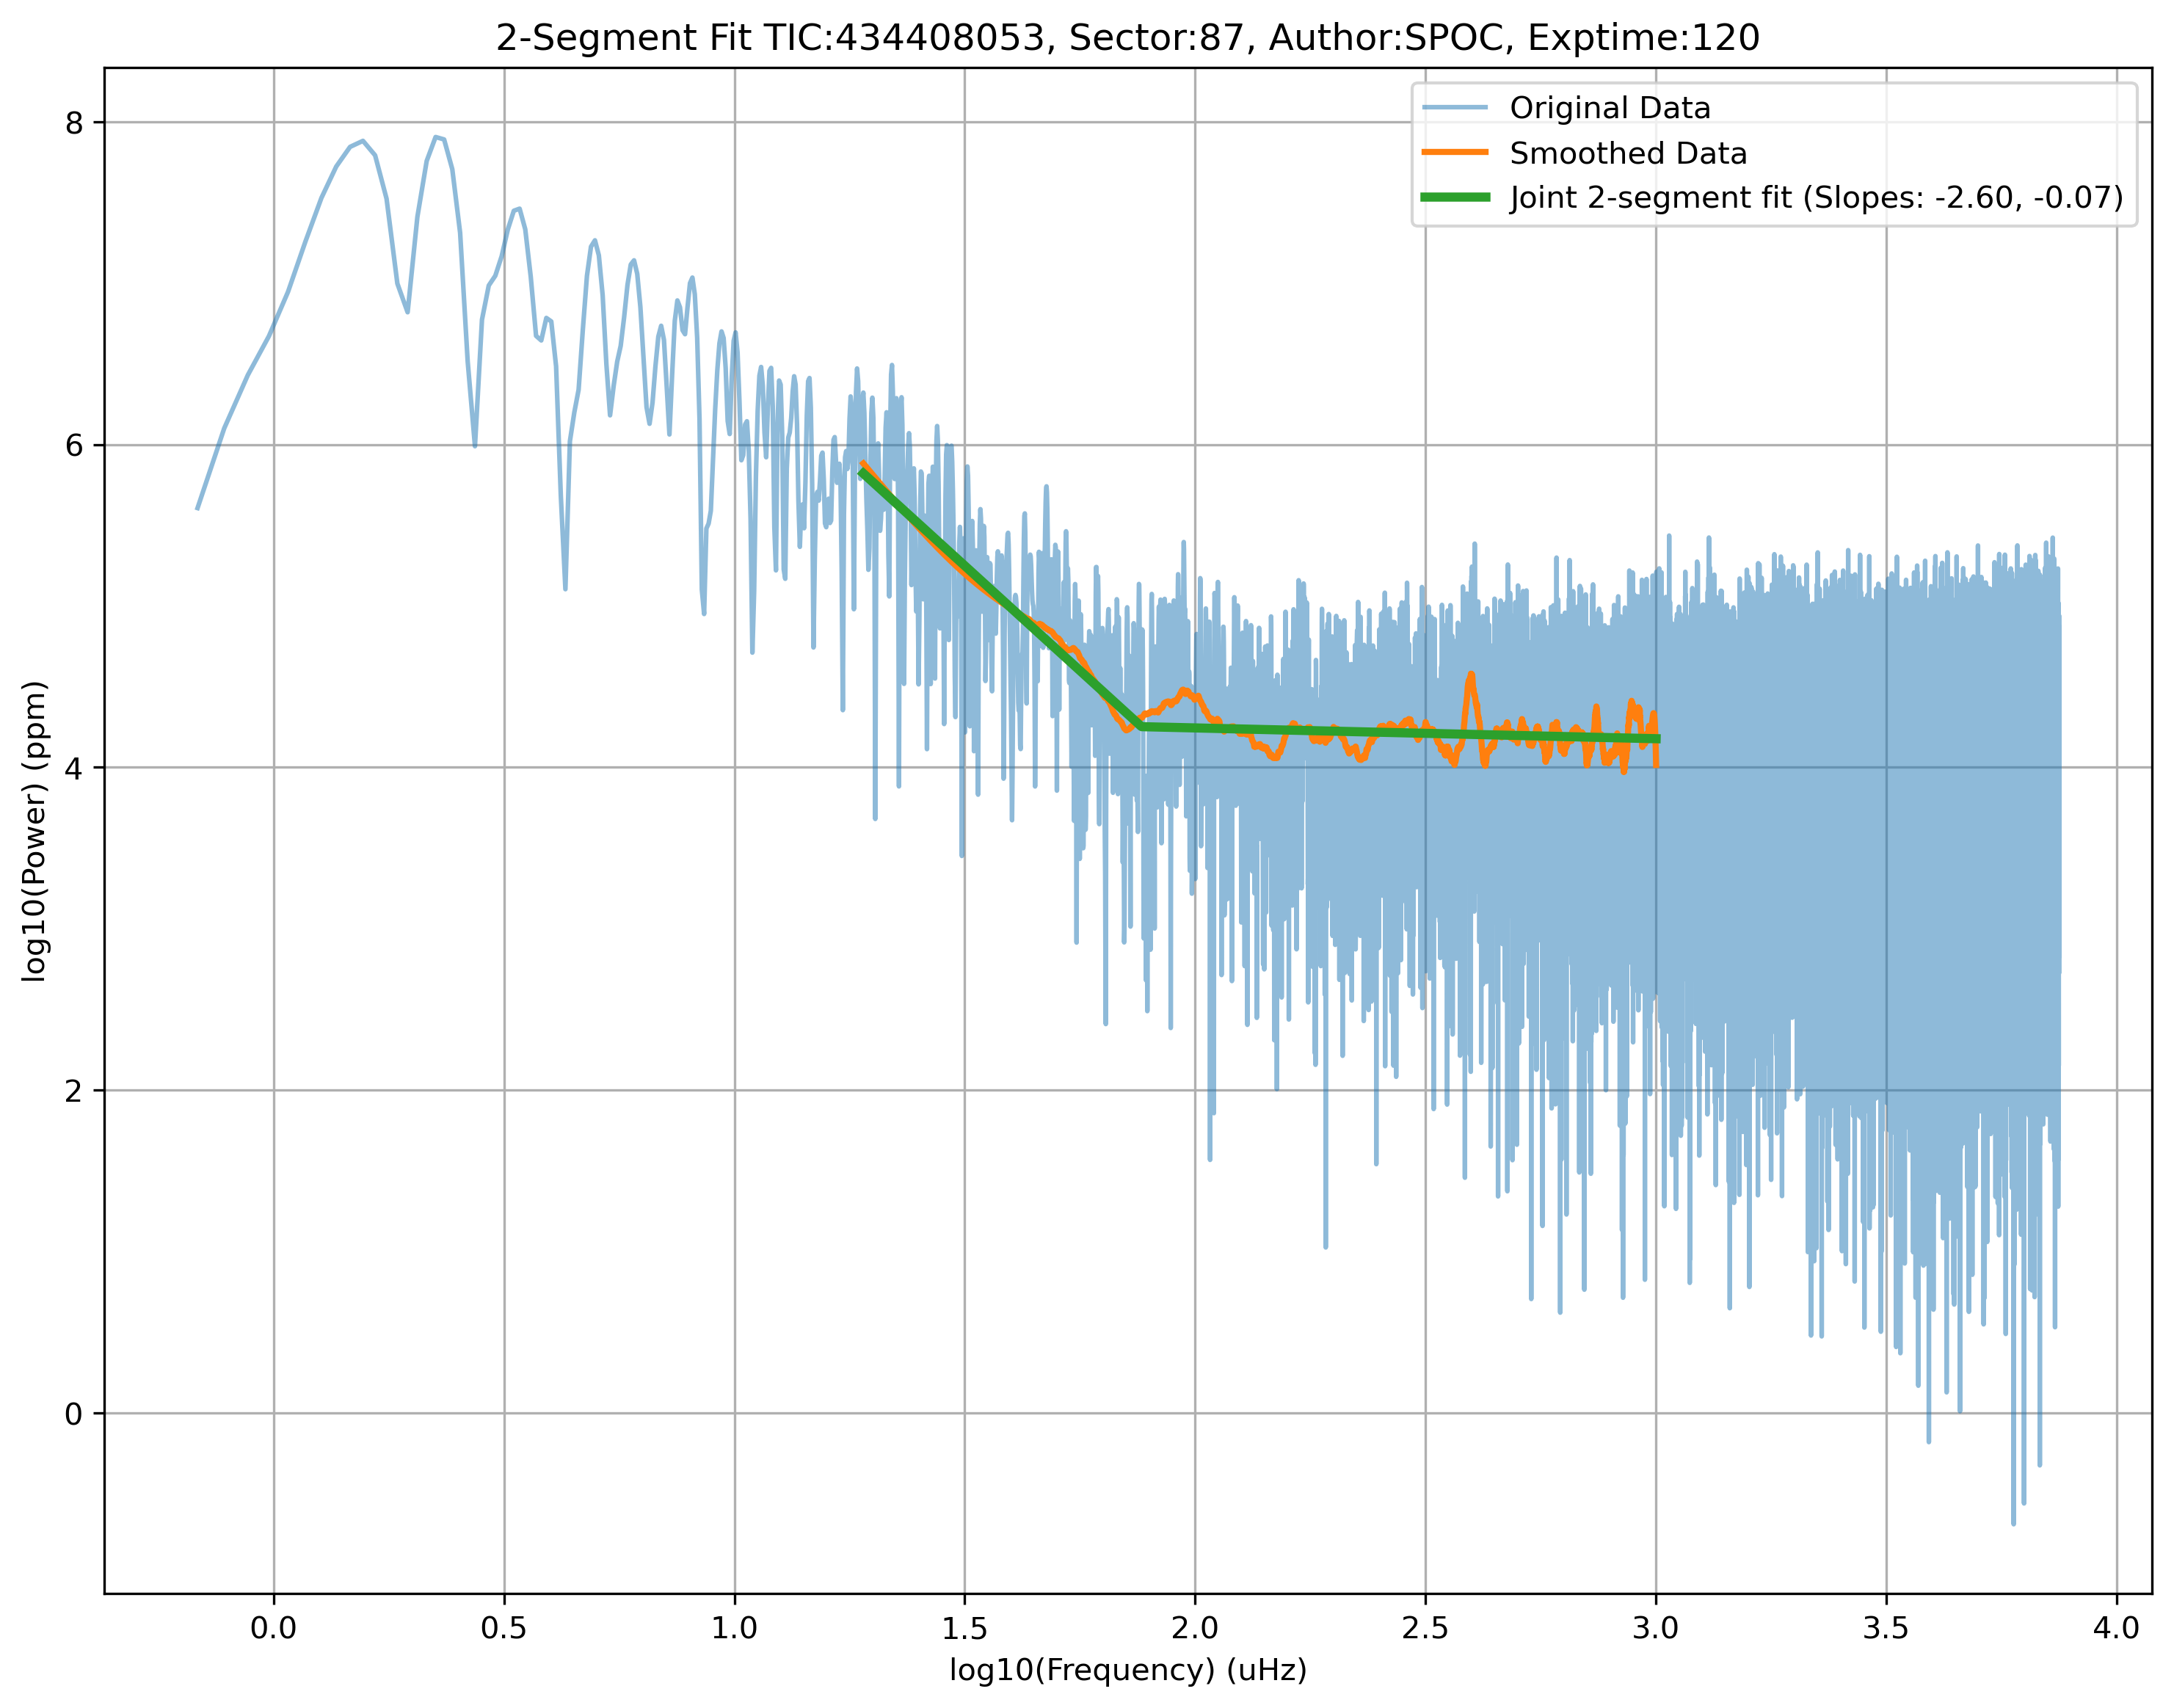 2-Segment Fit TIC:434408053, Sector:87, Author:SPOC, Exptime:120
Original Data
Smoothed Data
Joint 2-segment fit (Slopes: -2.60, -0.07)
log10(Power) (ppm)
8
6
4
2
0
0.0 0.5 1.0 1.5 2.0 2.5 3.0 3.5 4.0
log10(Frequency) (uHz)